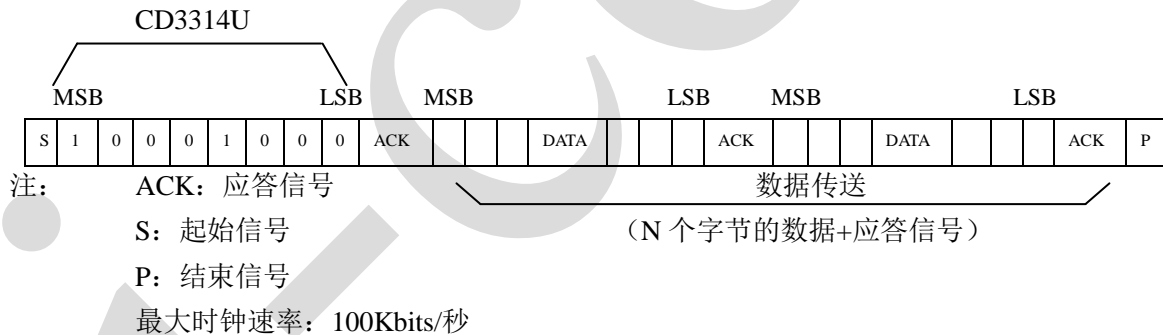 CD3314U
MSB LSB MSB LSB MSB LSB
S 1 0 0 0 1 0 0 0 ACK DATA ACK DATA ACK P
注： ACK：应答信号 数据传送
S：起始信号 （N 个字节的数据+应答信号）
P：结束信号
最大时钟速率：100Kbits/秒